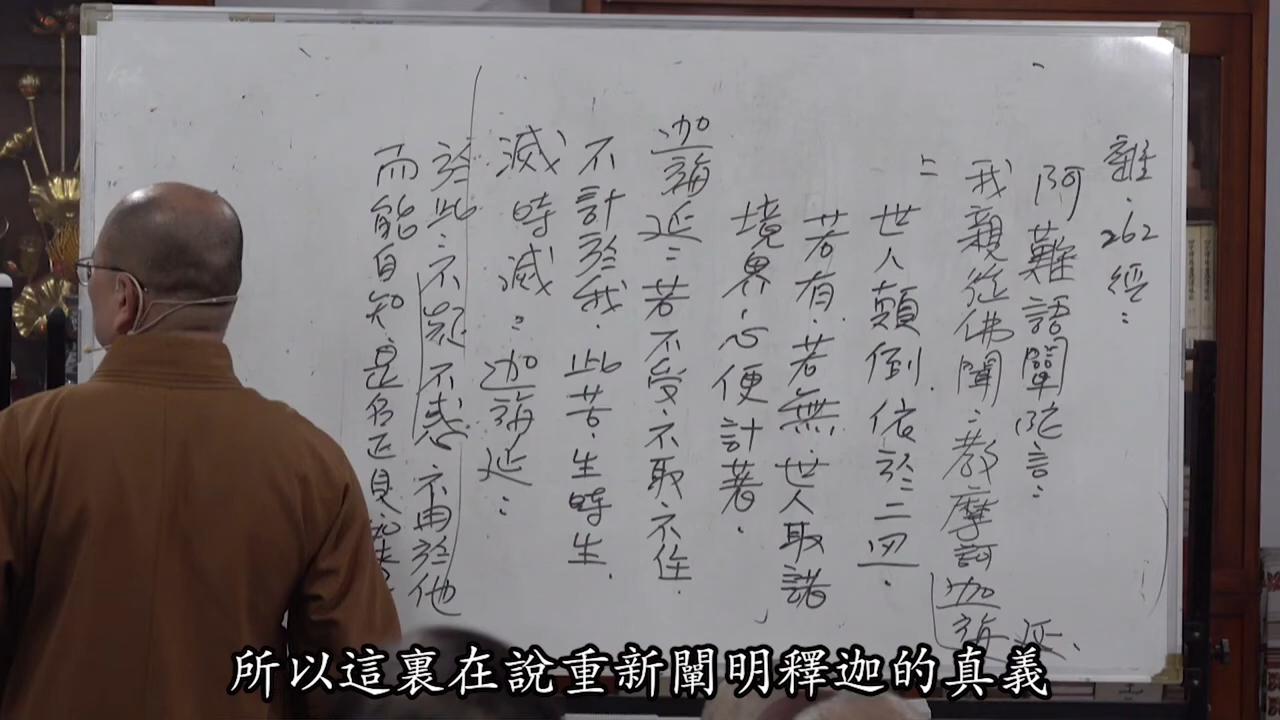 雜·262經：
阿難語闡陀言：
我親從佛聞：教摩訶迦旃延、
世人顛倒.依於二
若有.若無.世人取諸
境界、心便計著.
迦旃延：若不受、不取、不住.
不計於我.此苦.生時生.
滅時滅：迦旃延：
於此：不疑、不惑、不由於他
而能自知.是名正見.
所以這裏在說重新闡明釋迦的真義